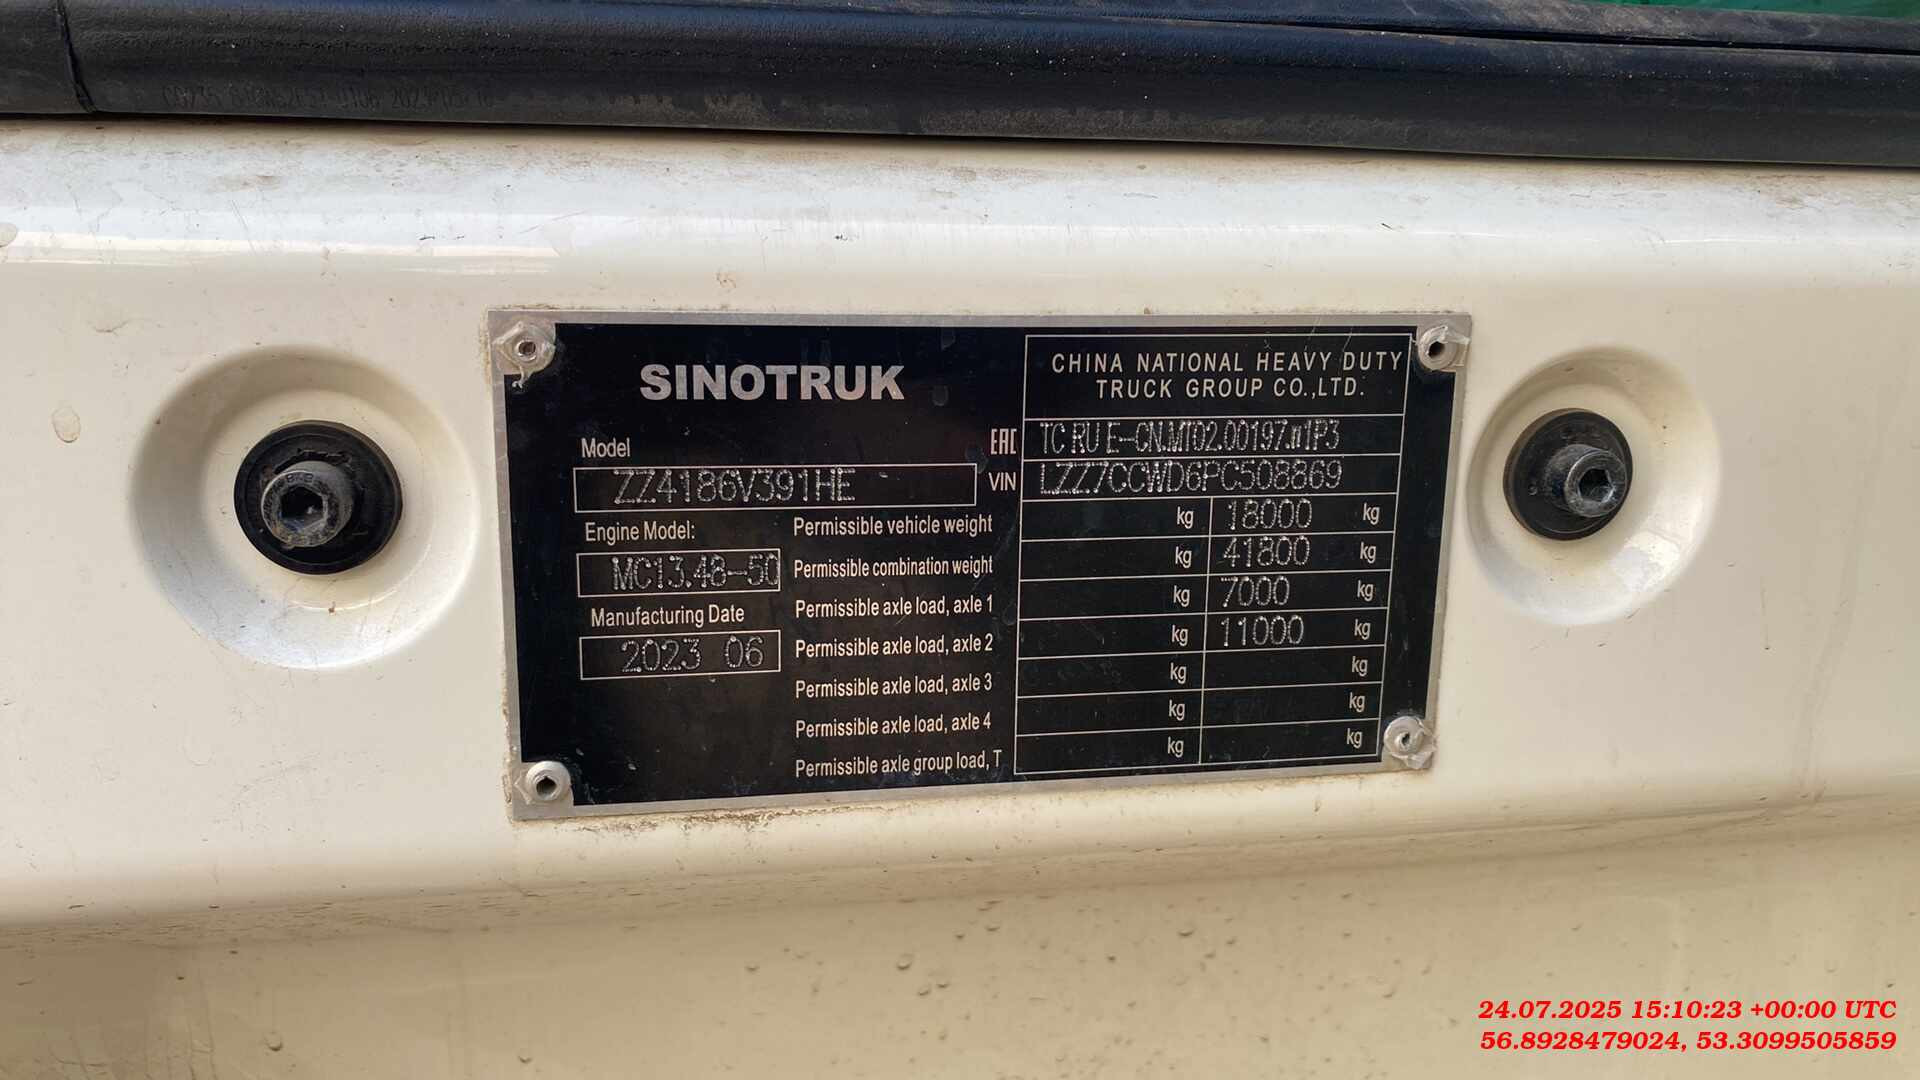 SINOTRUK
CHINA NATIONAL HEAVY DUTY
TRUCK GROUP CO.,LTD.
EAC TC RU E-CN.MT02.00197.п1Р3
Model
ZZ4186V391HE
VIN LZZ7CCWD6PC508869
Engine Model:
MC13.48-50
Manufacturing Date
2023 06
Permissible vehicle weight kg 18000 kg
Permissible combination weight kg 41800 kg
Permissible axle load, axle 1 kg 7000 kg
Permissible axle load, axle 2 kg 11000 kg
Permissible axle load, axle 3 kg kg
Permissible axle load, axle 4 kg kg
Permissible axle group load, T kg kg
24.07.2025 15:10:23 +00:00 UTC
56.8928479024, 53.3099505859